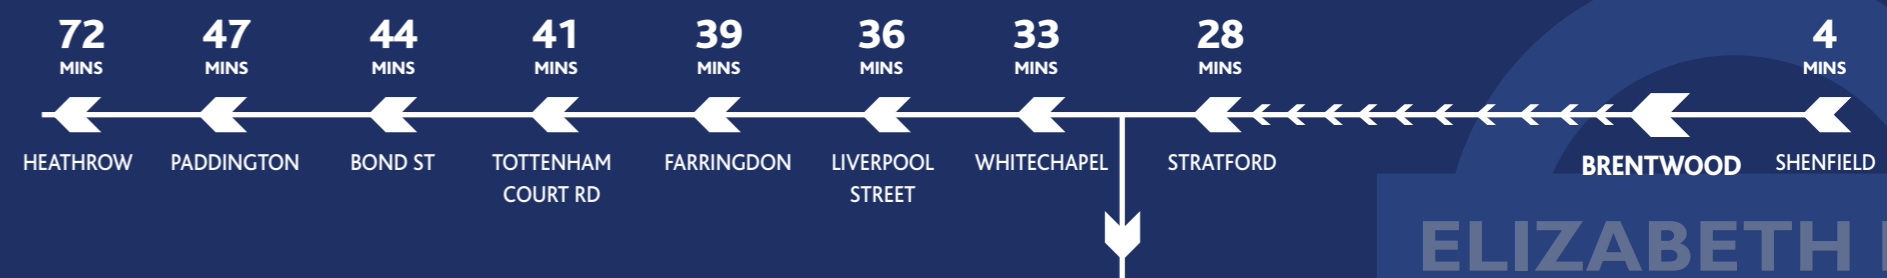 72 47 44 41 39 36 33 28 4
MINS MINS MINS MINS MINS MINS MINS MINS MINS
HEATHROW PADDINGTON BOND ST TOTTENHAM FARRINGDON LIVERPOOL WHITECHAPEL STRATFORD BRENTWOOD SHENFIELD
COURT RD STREET
ELIZABETH